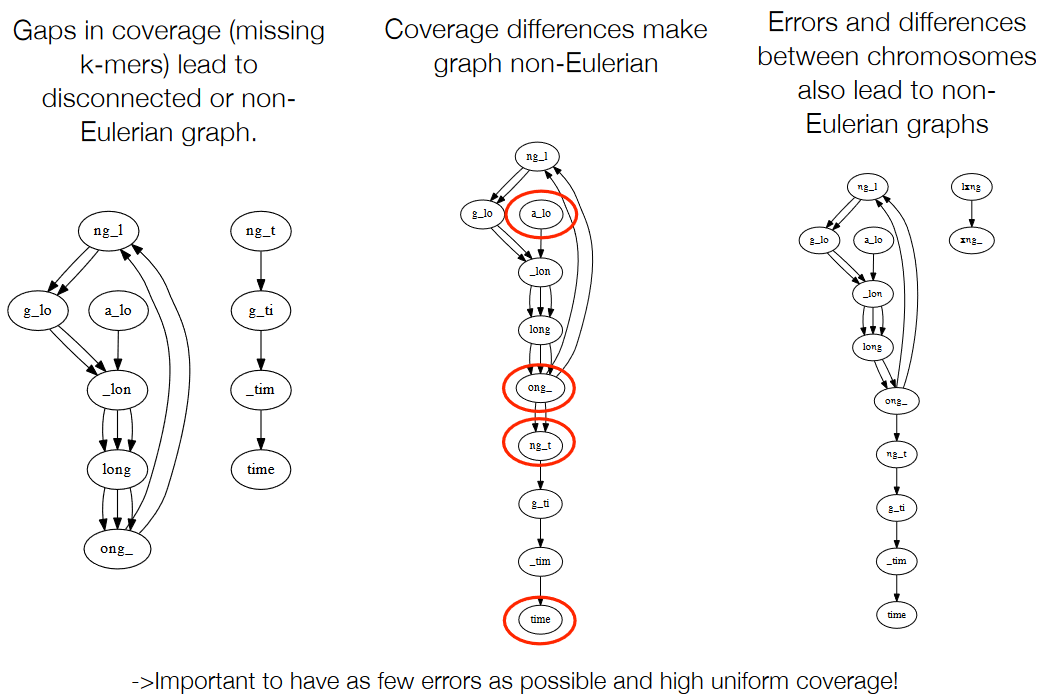 Gaps in coverage (missing
k-mers) lead to
disconnected or non-
Eulerian graph.
ng_l
ng_t
g_lo
a_lo
g_ti
_lon
_tim
long
time
ong_
Coverage differences make
graph non-Eulerian
ng_l
g_lo
a_lo
_lon
long
ong_
ng_t
g_ti
_tim
time
Errors and differences
between chromosomes
also lead to non-
Eulerian graphs
ng_l
lxng
g_lo
a_lo
xng_
_lon
long
ong_
ng_t
g_ti
_tim
time
->Important to have as few errors as possible and high uniform coverage!